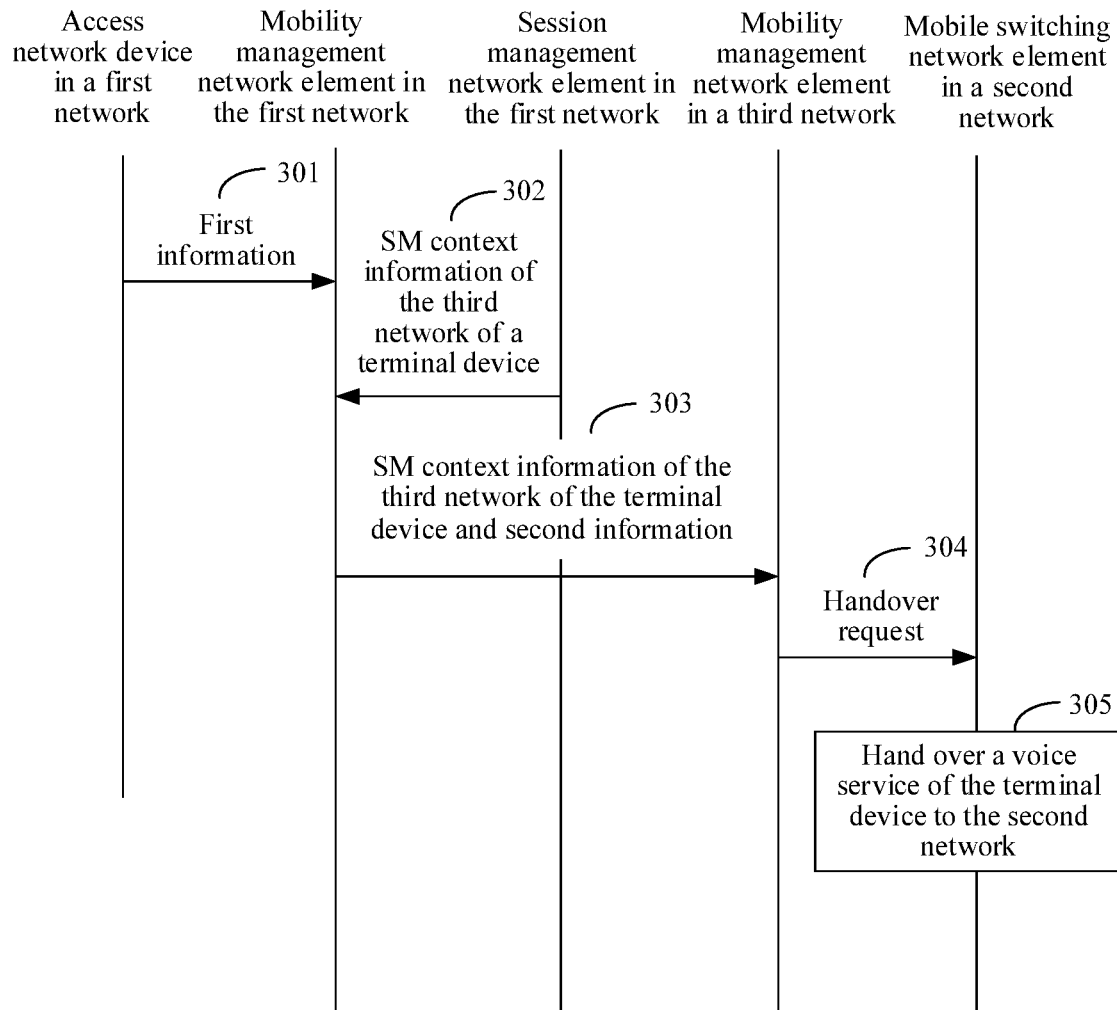 Access
network device
in a first
network
Mobility
management
network element in
the first network
Session
management
network element in
the first network
Mobility
management
network element
in a third network
Mobile switching
network element
in a second
network
301
First
information
302
SM context
information of
the third
network of a
terminal device
303
SM context information of the
third network of the terminal
device and second information
304
Handover
request
305
Hand over a voice
service of the terminal
device to the second
network